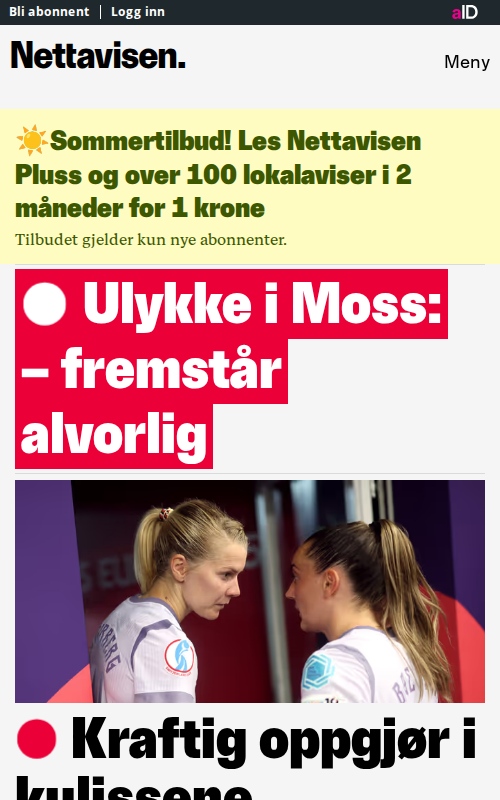 Bli abonnent
Logg inn
aID
Nettavisen.
Meny
Sommertilbud! Les Nettavisen
Pluss og over 100 lokalaviser i 2
måneder for 1 krone
Tilbudet gjelder kun nye abonnenter.
Ulykke i Moss:
– fremstår
alvorlig
Kraftig oppgjør i
kulissene